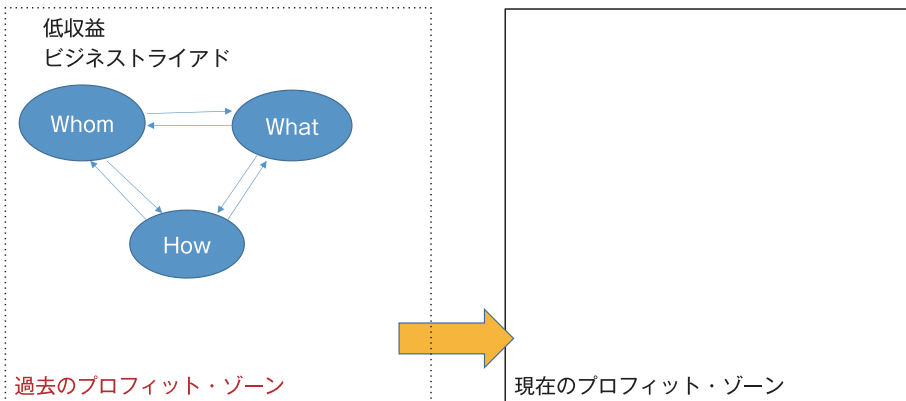 低収益
ビジネストライアド
Whom
What
How
過去のプロフィット・ゾーン
現在のプロフィット・ゾーン